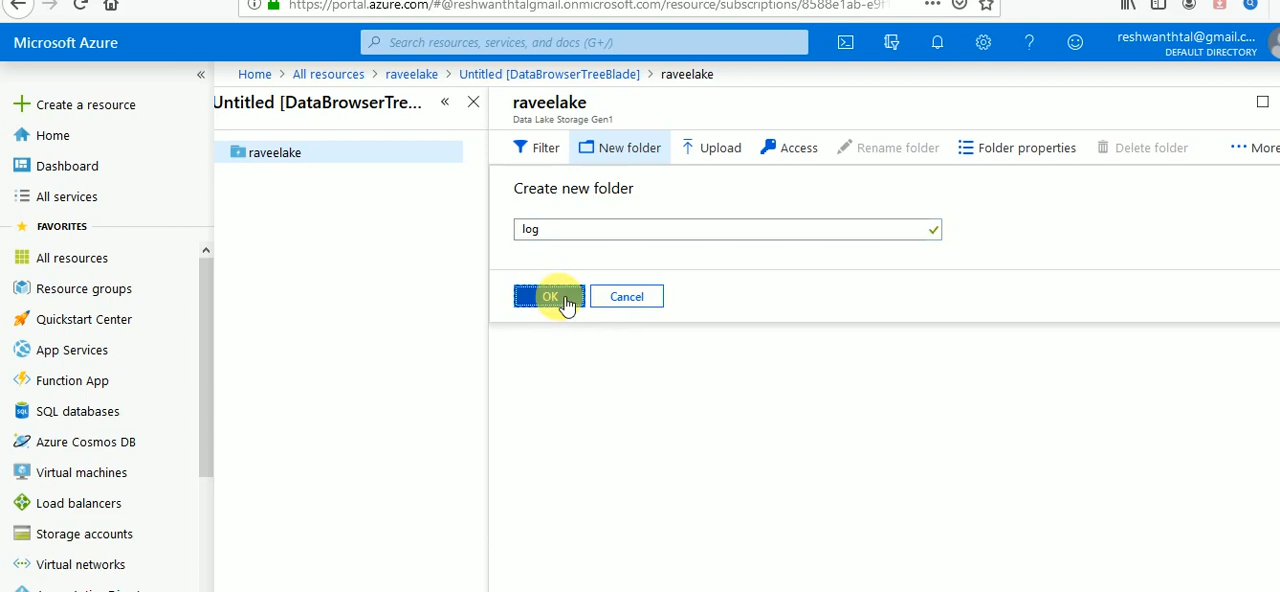 https://portal.azure.com/#@reshwanthtalgmail.onmicrosoft.com/resource/subscriptions/8588e1ab-e9f
Microsoft Azure
Search resources, services, and docs (G+/)
reshwanthtal@gmail.c...
DEFAULT DIRECTORY
«
Home > All resources > raveelake > Untitled [DataBrowserTreeBlade] > raveelake
Create a resource
Home
Dashboard
All services
FAVORITES
All resources
Resource groups
Quickstart Center
App Services
Function App
SQL databases
Azure Cosmos DB
Virtual machines
Load balancers
Storage accounts
Virtual networks
Untitled [DataBrowserTre... «
raveelake
raveelake
Data Lake Storage Gen1
Filter New folder Upload Access Rename folder Folder properties Delete folder ... More
Create new folder
log
OK Cancel